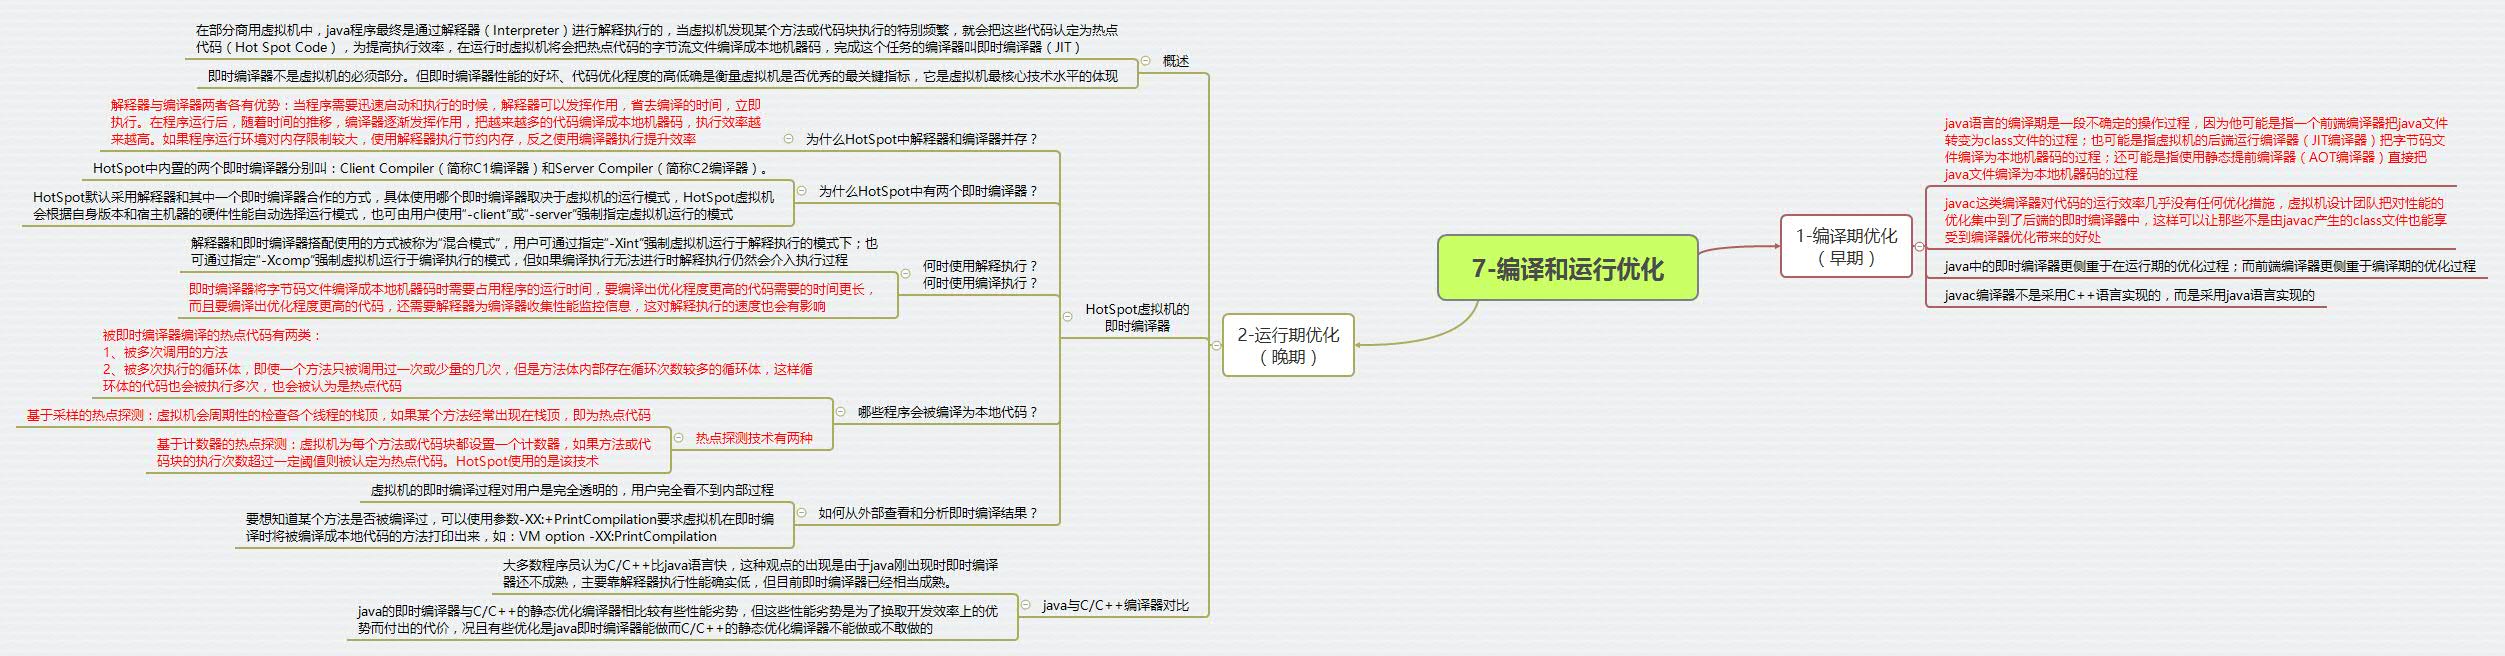 7-编译和运行优化
1-编译期优化
（早期）
java语言的编译期是一段不确定的操作过程，因为他可能是指一个前端编译器把java文件
转变为class文件的过程；也可能是指虚拟机的后端运行编译器（JIT编译器）把字节码文
件编译为本地机器码的过程；还可能是指使用静态提前编译器（AOT编译器）直接把
java文件编译为本地机器码的过程
javac这类编译器对代码的运行效率几乎没有任何优化措施，虚拟机设计团队把对性能的
优化集中到了后端的即时编译器中，这样可以让那些不是由javac产生的class文件也能享
受到编译器优化带来的好处
java中的即时编译器更侧重于在运行期的优化过程；而前端编译器更侧重于编译期的优化过程
javac编译器不是采用C++语言实现的，而是采用java语言实现的
2-运行期优化
（晚期）
概述
在部分商用虚拟机中，java程序最终是通过解释器（Interpreter）进行解释执行的，当虚拟机发现某个方法或代码块执行的特别频繁，就会把这些代码认定为热点
代码（Hot Spot Code），为提高执行效率，在运行时虚拟机将会把热点代码的字节流文件编译成本地机器码，完成这个任务的编译器叫即时编译器（JIT）
即时编译器不是虚拟机的必须部分。但即时编译器性能的好坏、代码优化程度的高低确是衡量虚拟机是否优秀的最关键指标，它是虚拟机最核心技术水平的体现
HotSpot虚拟机的
即时编译器
为什么HotSpot中解释器和编译器并存？
解释器与编译器两者各有优势：当程序需要迅速启动和执行的时候，解释器可以发挥作用，省去编译的时间，立即
执行。在程序运行后，随着时间的推移，编译器逐渐发挥作用，把越来越多的代码编译成本地机器码，执行效率越
来越高。如果程序运行环境对内存限制较大，使用解释器执行节约内存，反之使用编译器执行提升效率
为什么HotSpot中有两个即时编译器？
HotSpot中内置的两个即时编译器分别叫：Client Compiler（简称C1编译器）和Server Compiler（简称C2编译器）。
HotSpot默认采用解释器和其中一个即时编译器合作的方式，具体使用哪个即时编译器取决于虚拟机的运行模式，HotSpot虚拟机
会根据自身版本和宿主机器的硬件性能自动选择运行模式，也可由用户使用“-client”或“-server”强制指定虚拟机运行的模式
何时使用解释执行？
何时使用编译执行？
解释器和即时编译器搭配使用的方式被称为“混合模式”，用户可通过指定“-Xint”强制虚拟机运行于解释执行的模式下；也
可通过指定“-Xcomp”强制虚拟机运行于编译执行的模式，但如果编译执行无法进行时解释执行仍然会介入执行过程
即时编译器将字节码文件编译成本地机器码时需要占用程序的运行时间，要编译出优化程度更高的代码需要的时间更长，
而且要编译出优化程度更高的代码，还需要解释器为编译器收集性能监控信息，这对解释执行的速度也会有影响
哪些程序会被编译为本地代码？
被即时编译器编译的热点代码有两类：
1、被多次调用的方法
2、被多次执行的循环体，即使一个方法只被调用过一次或少量的几次，但是方法体内部存在循环次数较多的循环体，这样循
环体的代码也会被执行多次，也会被认为是热点代码
热点探测技术有两种
基于采样的热点探测：虚拟机会周期性的检查各个线程的栈顶，如果某个方法经常出现在栈顶，即为热点代码
基于计数器的热点探测：虚拟机为每个方法或代码块都设置一个计数器，如果方法或代
码块的执行次数超过一定阈值则被认定为热点代码。HotSpot使用的是该技术
如何从外部查看和分析即时编译结果？
虚拟机的即时编译过程对用户是完全透明的，用户完全看不到内部过程
要想知道某个方法是否被编译过，可以使用参数-XX:+PrintCompilation要求虚拟机在即时编
译时将被编译成本地代码的方法打印出来，如：VM option -XX:PrintCompilation
java与C/C++编译器对比
大多数程序员认为C/C++比java语言快，这种观点的出现是由于java刚出现时即时编译
器还不成熟，主要靠解释器执行性能确实低，但目前即时编译器已经相当成熟。
java的即时编译器与C/C++的静态优化编译器相比较有些性能劣势，但这些性能劣势是为了换取开发效率上的优
势而付出的代价，况且有些优化是java即时编译器能做而C/C++的静态优化编译器不能做或不敢做的